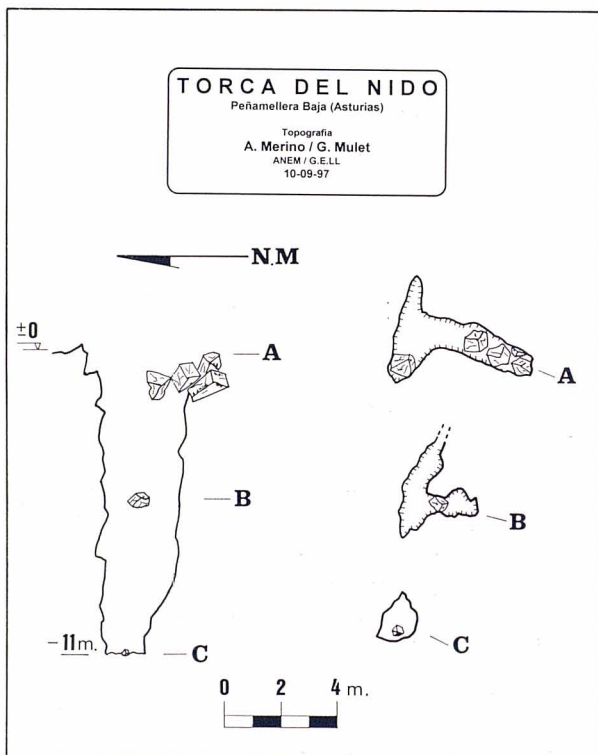 TORCA DEL NIDO
Peñamellera Baja (Asturias)
Topografia
A. Merino / G. Mulet
ANEM / G.E.LL
10-09-97
N.M
±0
A
A
B
B
-11m.
C
C
0 2 4 m.